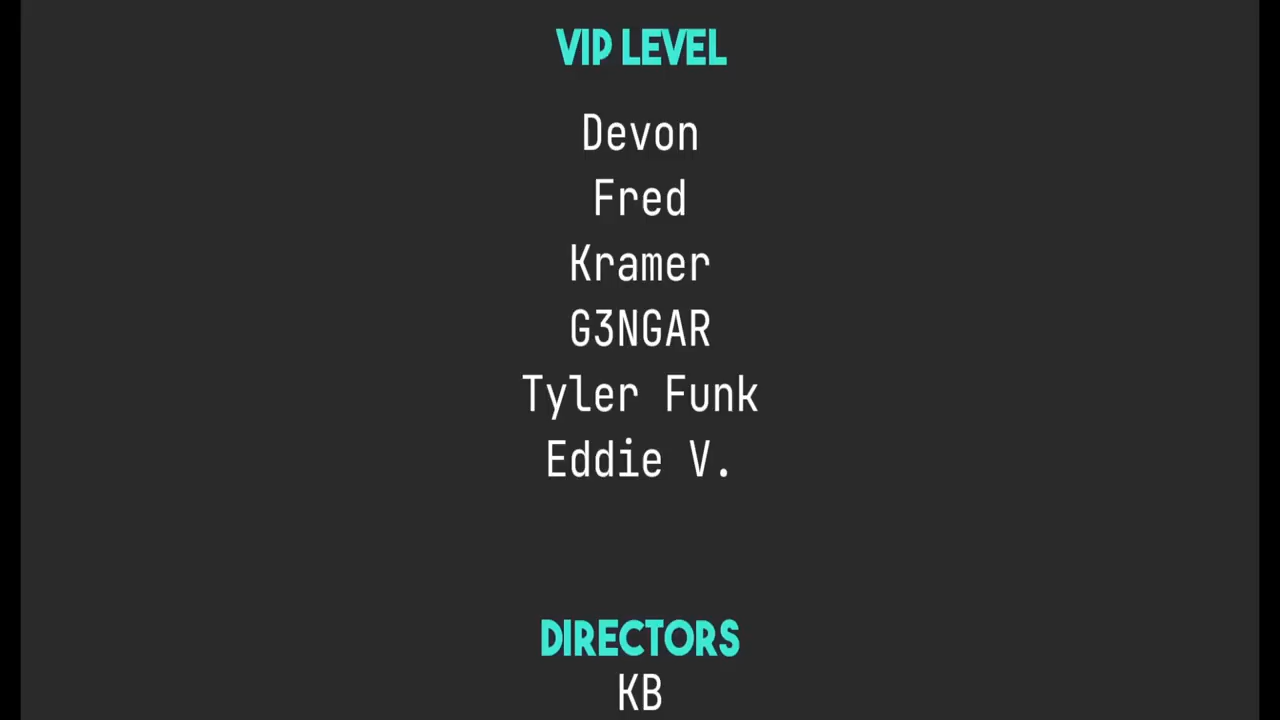 VIP LEVEL
Devon
Fred
Kramer
G3NGAR
Tyler Funk
Eddie V.
DIRECTORS
KB